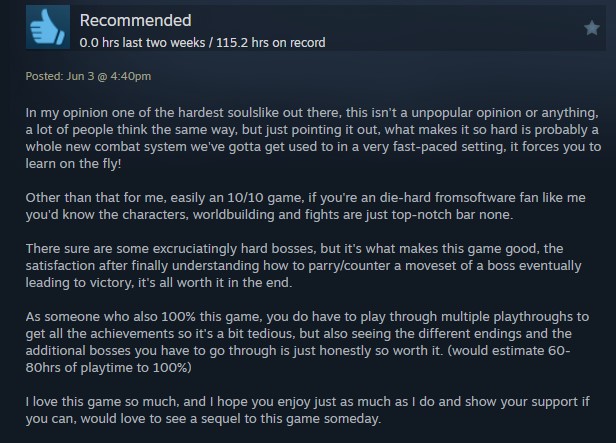 Recommended
0.0 hrs last two weeks / 115.2 hrs on record
Posted: Jun 3 @ 4:40pm
In my opinion one of the hardest soulslike out there, this isn't a unpopular opinion or anything,
a lot of people think the same way, but just pointing it out, what makes it so hard is probably a
whole new combat system we've gotta get used to in a very fast-paced setting, it forces you to
learn on the fly!
Other than that for me, easily an 10/10 game, if you're an die-hard fromsoftware fan like me
you'd know the characters, worldbuilding and fights are just top-notch bar none.
There sure are some excruciatingly hard bosses, but it's what makes this game good, the
satisfaction after finally understanding how to parry/counter a moveset of a boss eventually
leading to victory, it's all worth it in the end.
As someone who also 100% this game, you do have to play through multiple playthroughs to
get all the achievements so it's a bit tedious, but also seeing the different endings and the
additional bosses you have to go through is just honestly so worth it. (would estimate 60-
80hrs of playtime to 100%)
I love this game so much, and I hope you enjoy just as much as I do and show your support if
you can, would love to see a sequel to this game someday.